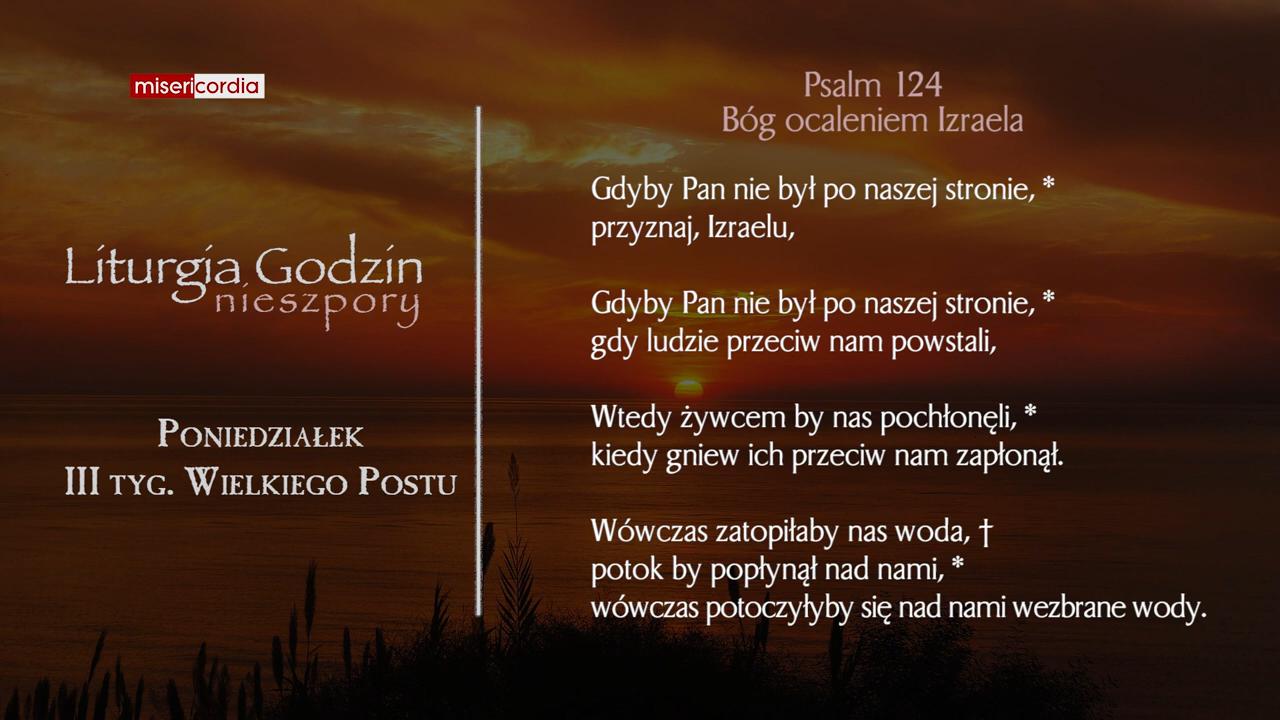 misericordia
Liturgia Godzin
nieszpory
Poniedziałek
III tyg. Wielkiego Postu
Psalm 124
Bóg ocaleniem Izraela
Gdyby Pan nie był po naszej stronie, *
przyznaj, Izraelu,
Gdyby Pan nie był po naszej stronie, *
gdy ludzie przeciw nam powstali,
Wtedy żywcem by nas pochłonęli, *
kiedy gniew ich przeciw nam zapłonął.
Wówczas zatopiłaby nas woda, †
potok by popłynął nad nami, *
wówczas potoczyłyby się nad nami wezbrane wody.